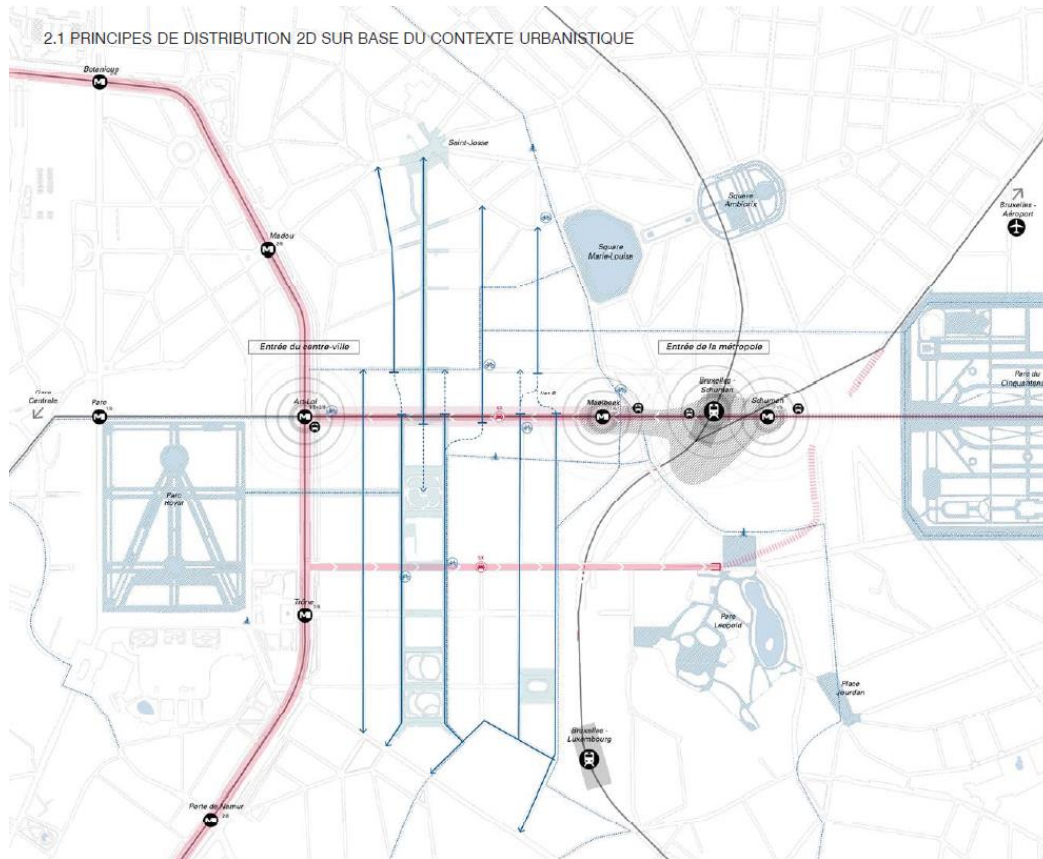 2.1 PRINCIPES DE DISTRIBUTION 2D SUR BASE DU CONTEXTE URBANISTIQUE
Botanique
M
Saint-Josse
Square
Ambiorix
Bruxelles -
Aéroport
Madou
M
Square
Marie-Louise
Entrée du centre-ville
Entrée de la métropole
Parc du
Cinquantenaire
Centrale
Parc
M
Art-Loi
M
Maelbeek
M
Bruxelles -
Schuman
Schuman
M
Parc
Royal
Trône
M
Parc
Léopold
Place
Jourdan
Bruxelles -
Luxembourg
Porte de Namur
M